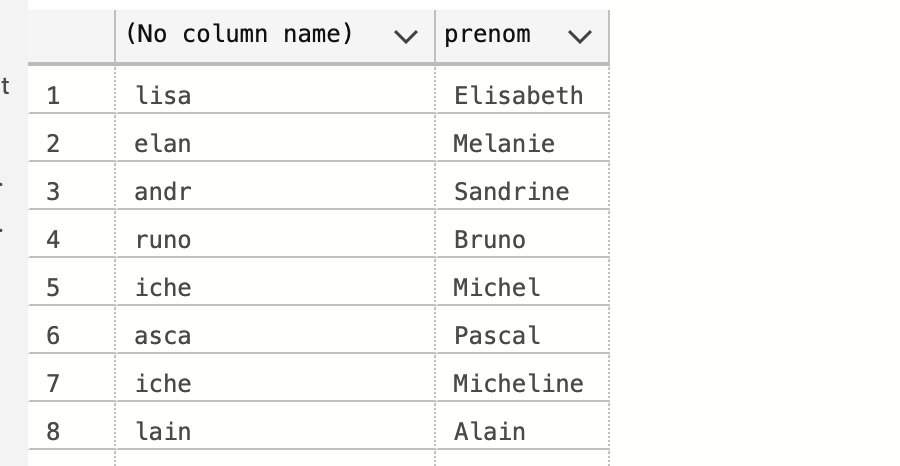 (No column name) prenom
t
1 lisa Elisabeth
2 elan Melanie
3 andr Sandrine
4 runo Bruno
5 iche Michel
6 asca Pascal
7 iche Micheline
8 lain Alain